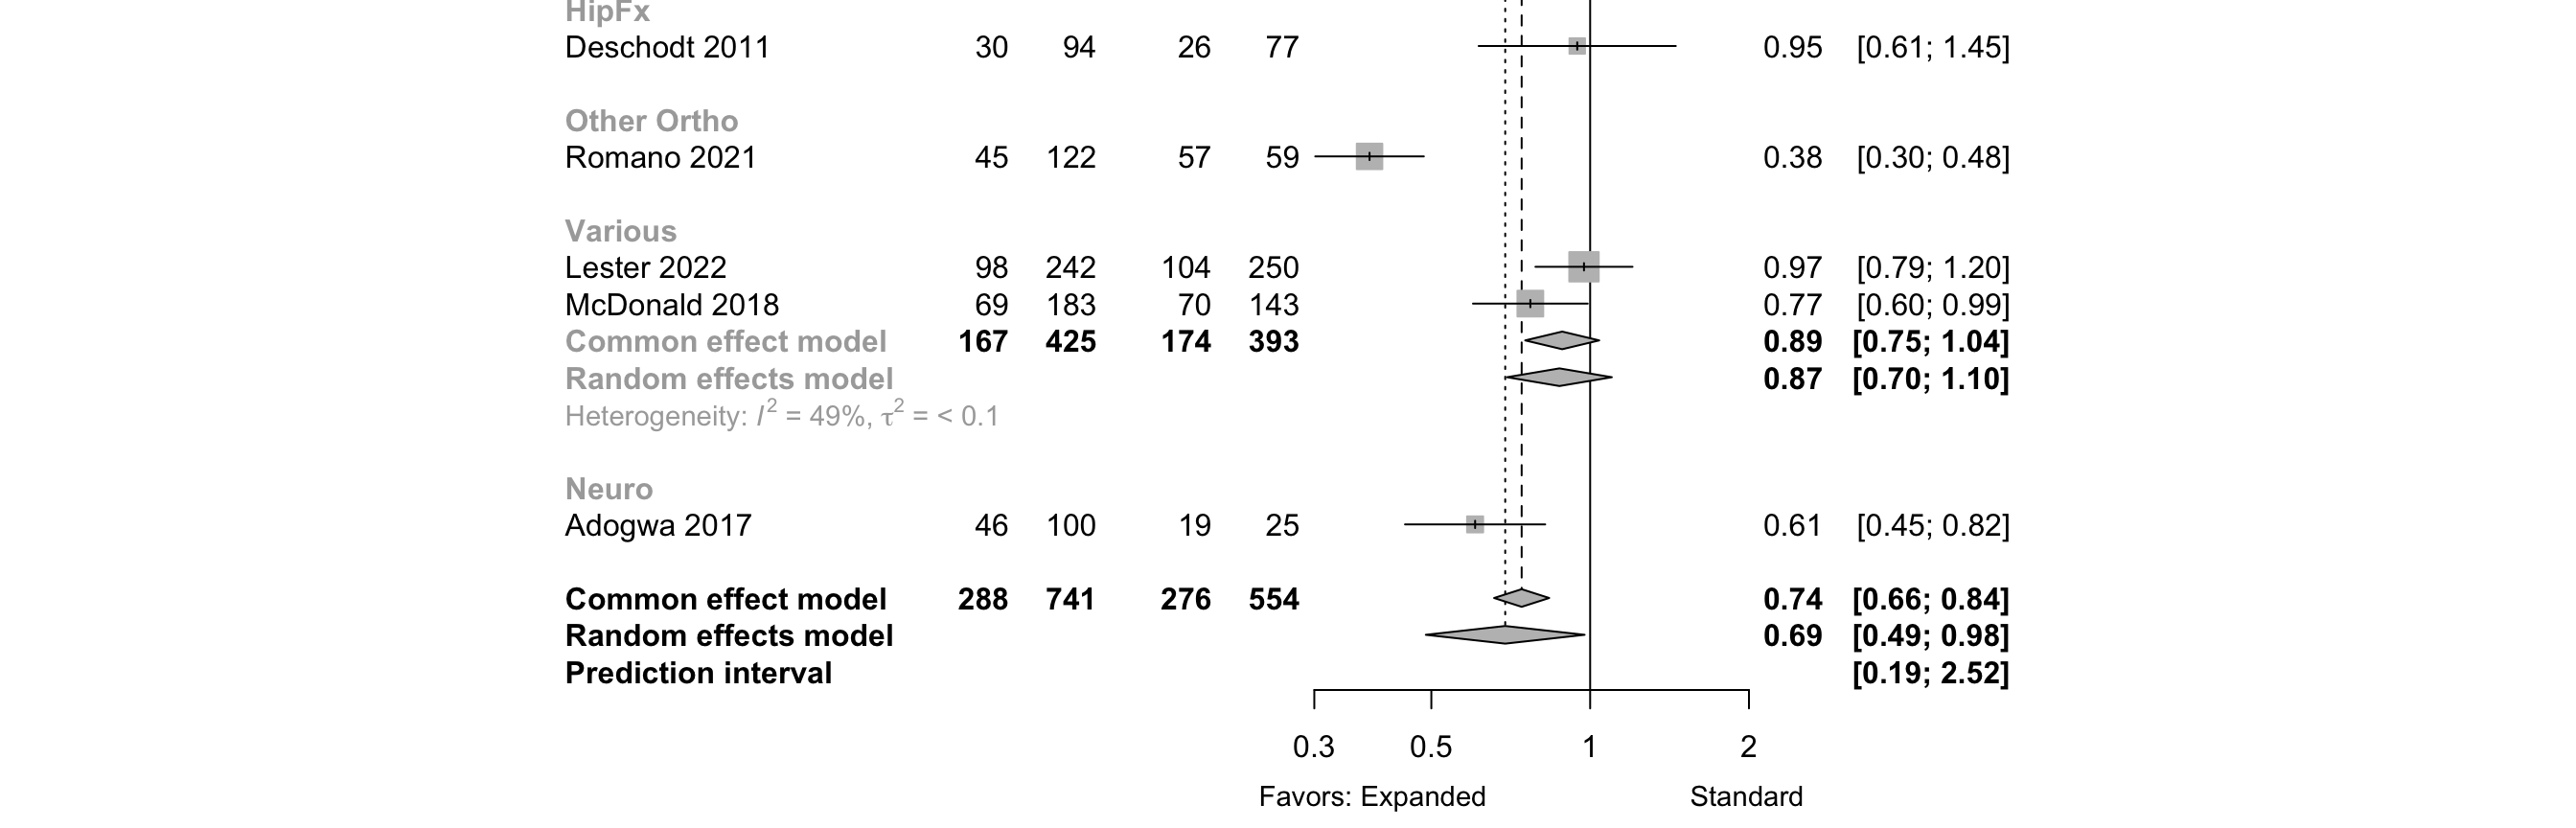 HipFx
Deschodt 2011 30 94 26 77 0.95 [0.61; 1.45]
Other Ortho
Romano 2021 45 122 57 59 0.38 [0.30; 0.48]
Various
Lester 2022 98 242 104 250 0.97 [0.79; 1.20]
McDonald 2018 69 183 70 143 0.77 [0.60; 0.99]
Common effect model 167 425 174 393 0.89 [0.75; 1.04]
Random effects model 0.87 [0.70; 1.10]
Heterogeneity: I² = 49%, τ² = < 0.1
Neuro
Adogwa 2017 46 100 19 25 0.61 [0.45; 0.82]
Common effect model 288 741 276 554 0.74 [0.66; 0.84]
Random effects model 0.69 [0.49; 0.98]
Prediction interval [0.19; 2.52]
0.3 0.5 1 2
Favors: Expanded Standard